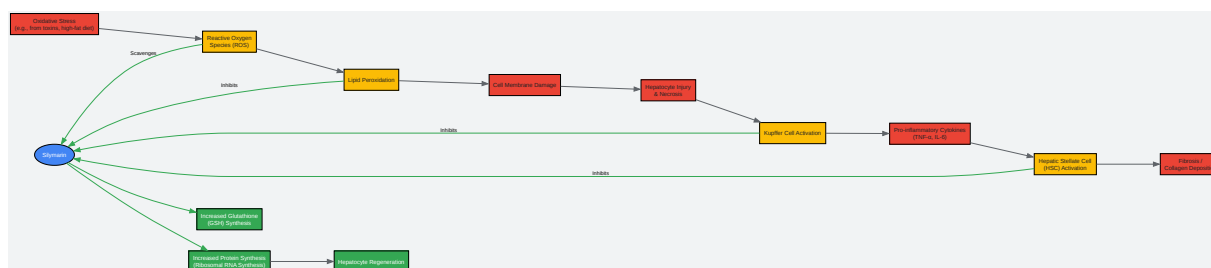 Oxidative Stress
(e.g., from toxins, high-fat diet)
Reactive Oxygen
Species (ROS)
Scavenges
Lipid Peroxidation
Inhibits
Cell Membrane Damage
Hepatocyte Injury
& Necrosis
Inhibits
Kupffer Cell Activation
Pro-inflammatory Cytokines
(TNF-α, IL-6)
Silymarin
Hepatic Stellate Cell
(HSC) Activation
Fibrosis /
Collagen Deposit
Inhibits
Increased Glutathione
(GSH) Synthesis
Increased Protein Synthesis
(Ribosomal RNA Synthesis)
Hepatocyte Regeneration